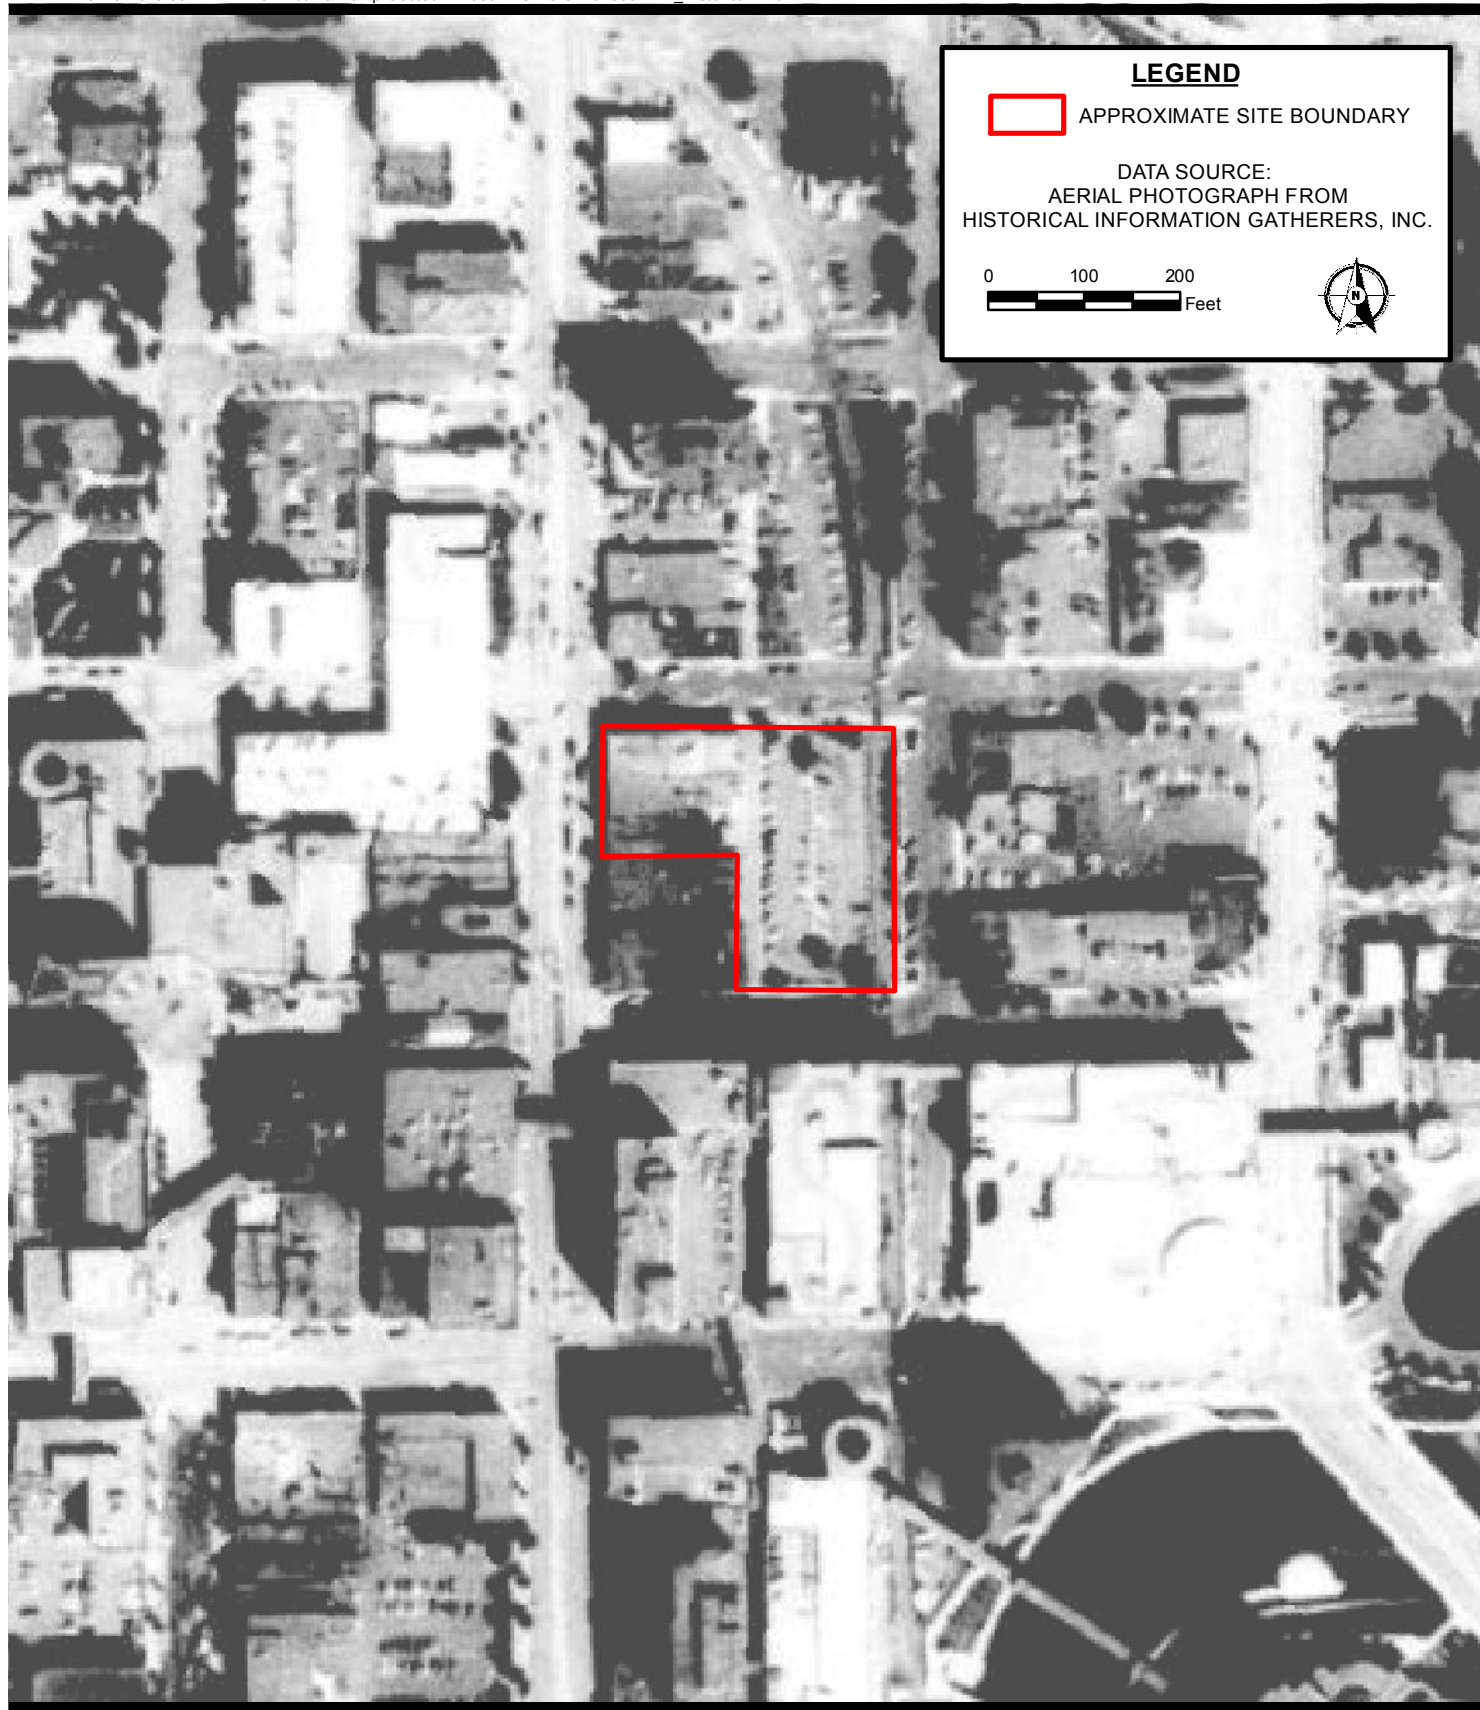 LEGEND
APPROXIMATE SITE BOUNDARY
DATA SOURCE:
AERIAL PHOTOGRAPH FROM
HISTORICAL INFORMATION GATHERERS, INC.
0 100 200
Feet
N